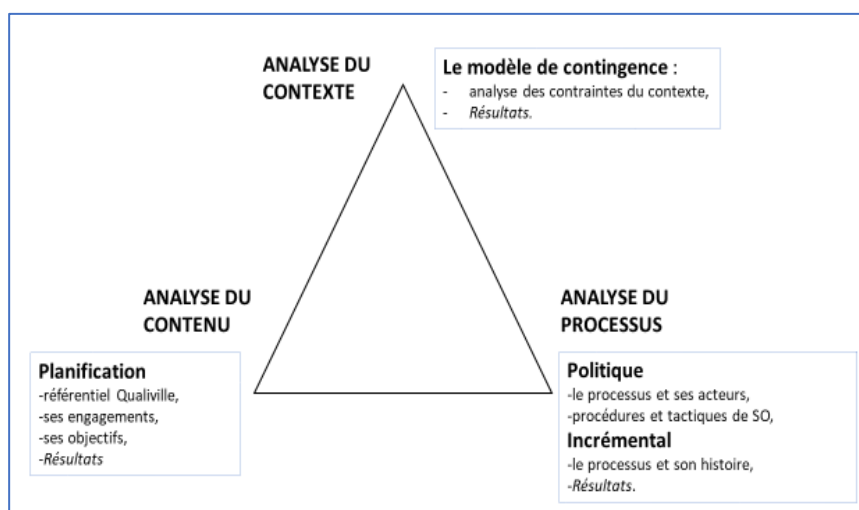 ANALYSE DU
CONTEXTE
Le modèle de contingence :
- analyse des contraintes du contexte,
- Résultats.
ANALYSE DU
CONTENU
Planification
-référentiel Qualiville,
-ses engagements,
-ses objectifs,
-Résultats
ANALYSE DU
PROCESSUS
Politique
-le processus et ses acteurs,
-procédures et tactiques de SO,
Incrémental
-le processus et son histoire,
-Résultats.